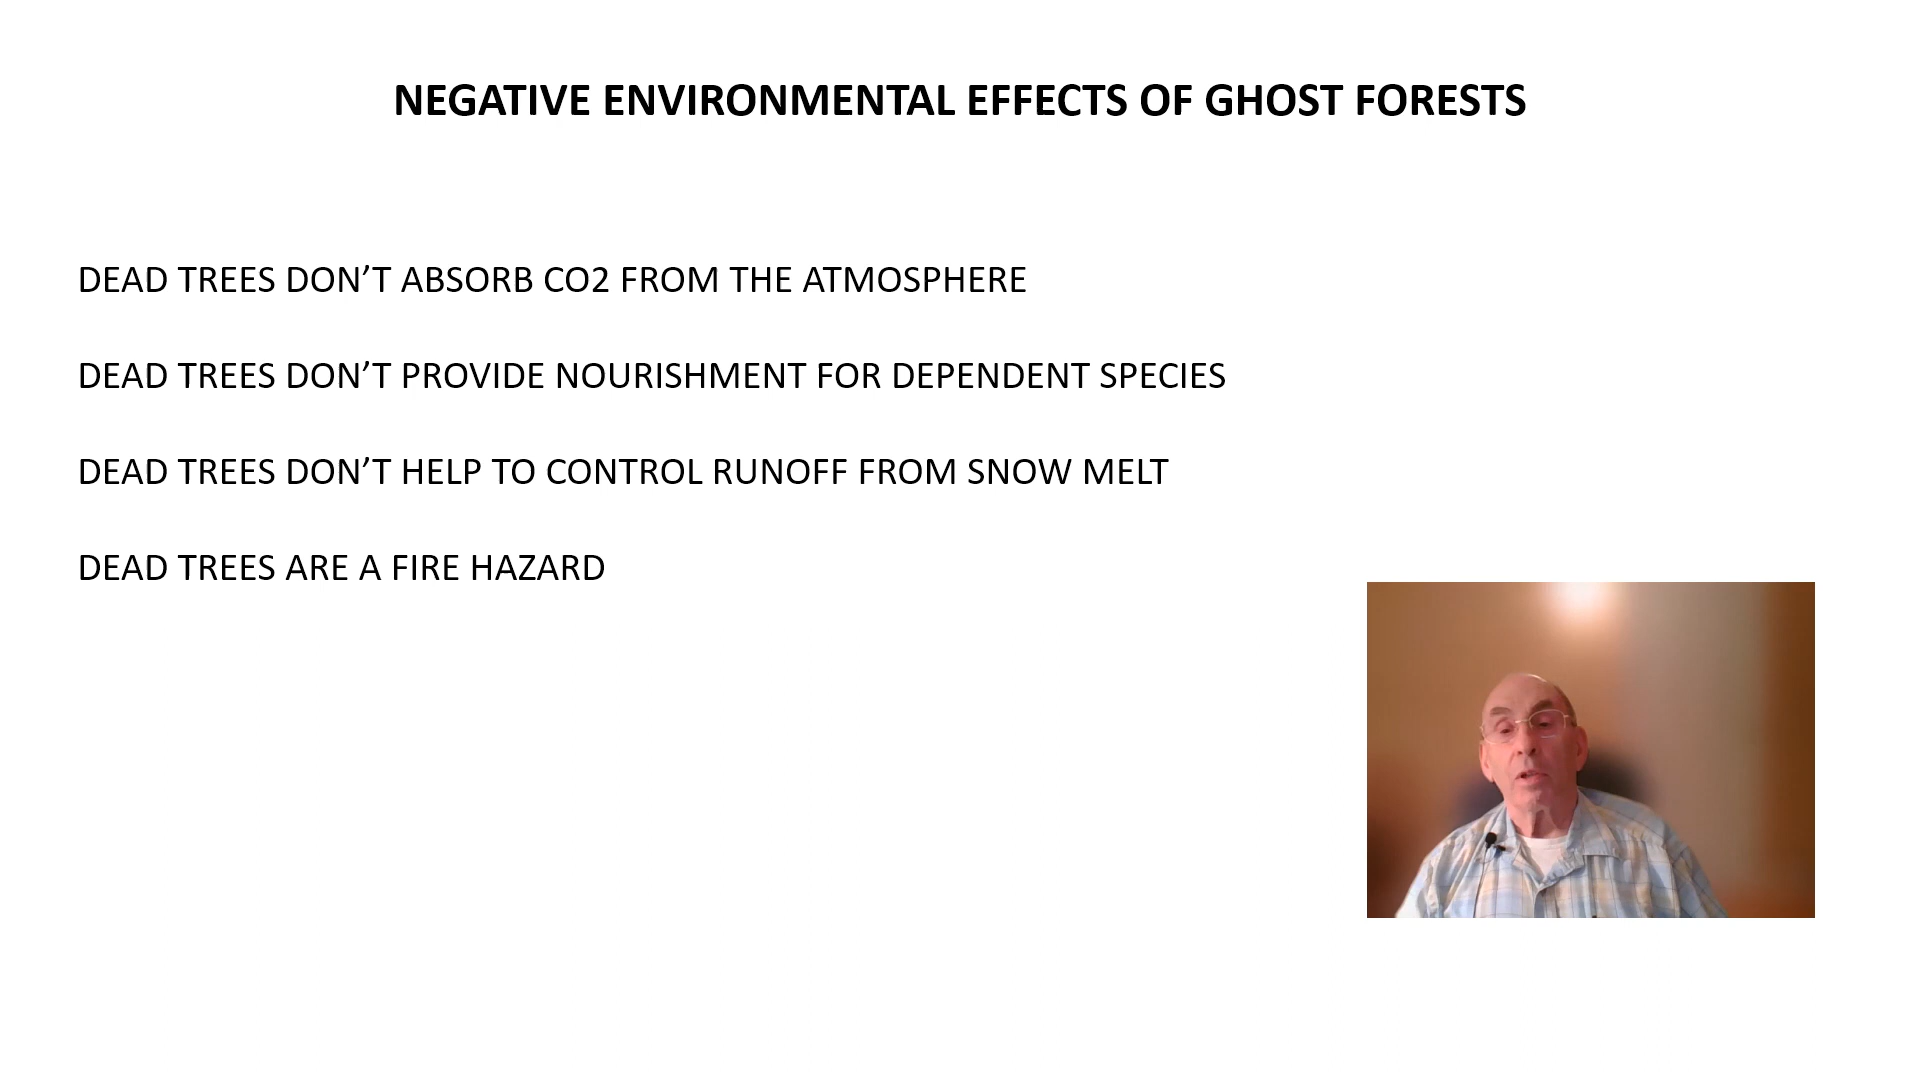 NEGATIVE ENVIRONMENTAL EFFECTS OF GHOST FORESTS
DEAD TREES DON’T ABSORB CO2 FROM THE ATMOSPHERE
DEAD TREES DON’T PROVIDE NOURISHMENT FOR DEPENDENT SPECIES
DEAD TREES DON’T HELP TO CONTROL RUNOFF FROM SNOW MELT
DEAD TREES ARE A FIRE HAZARD